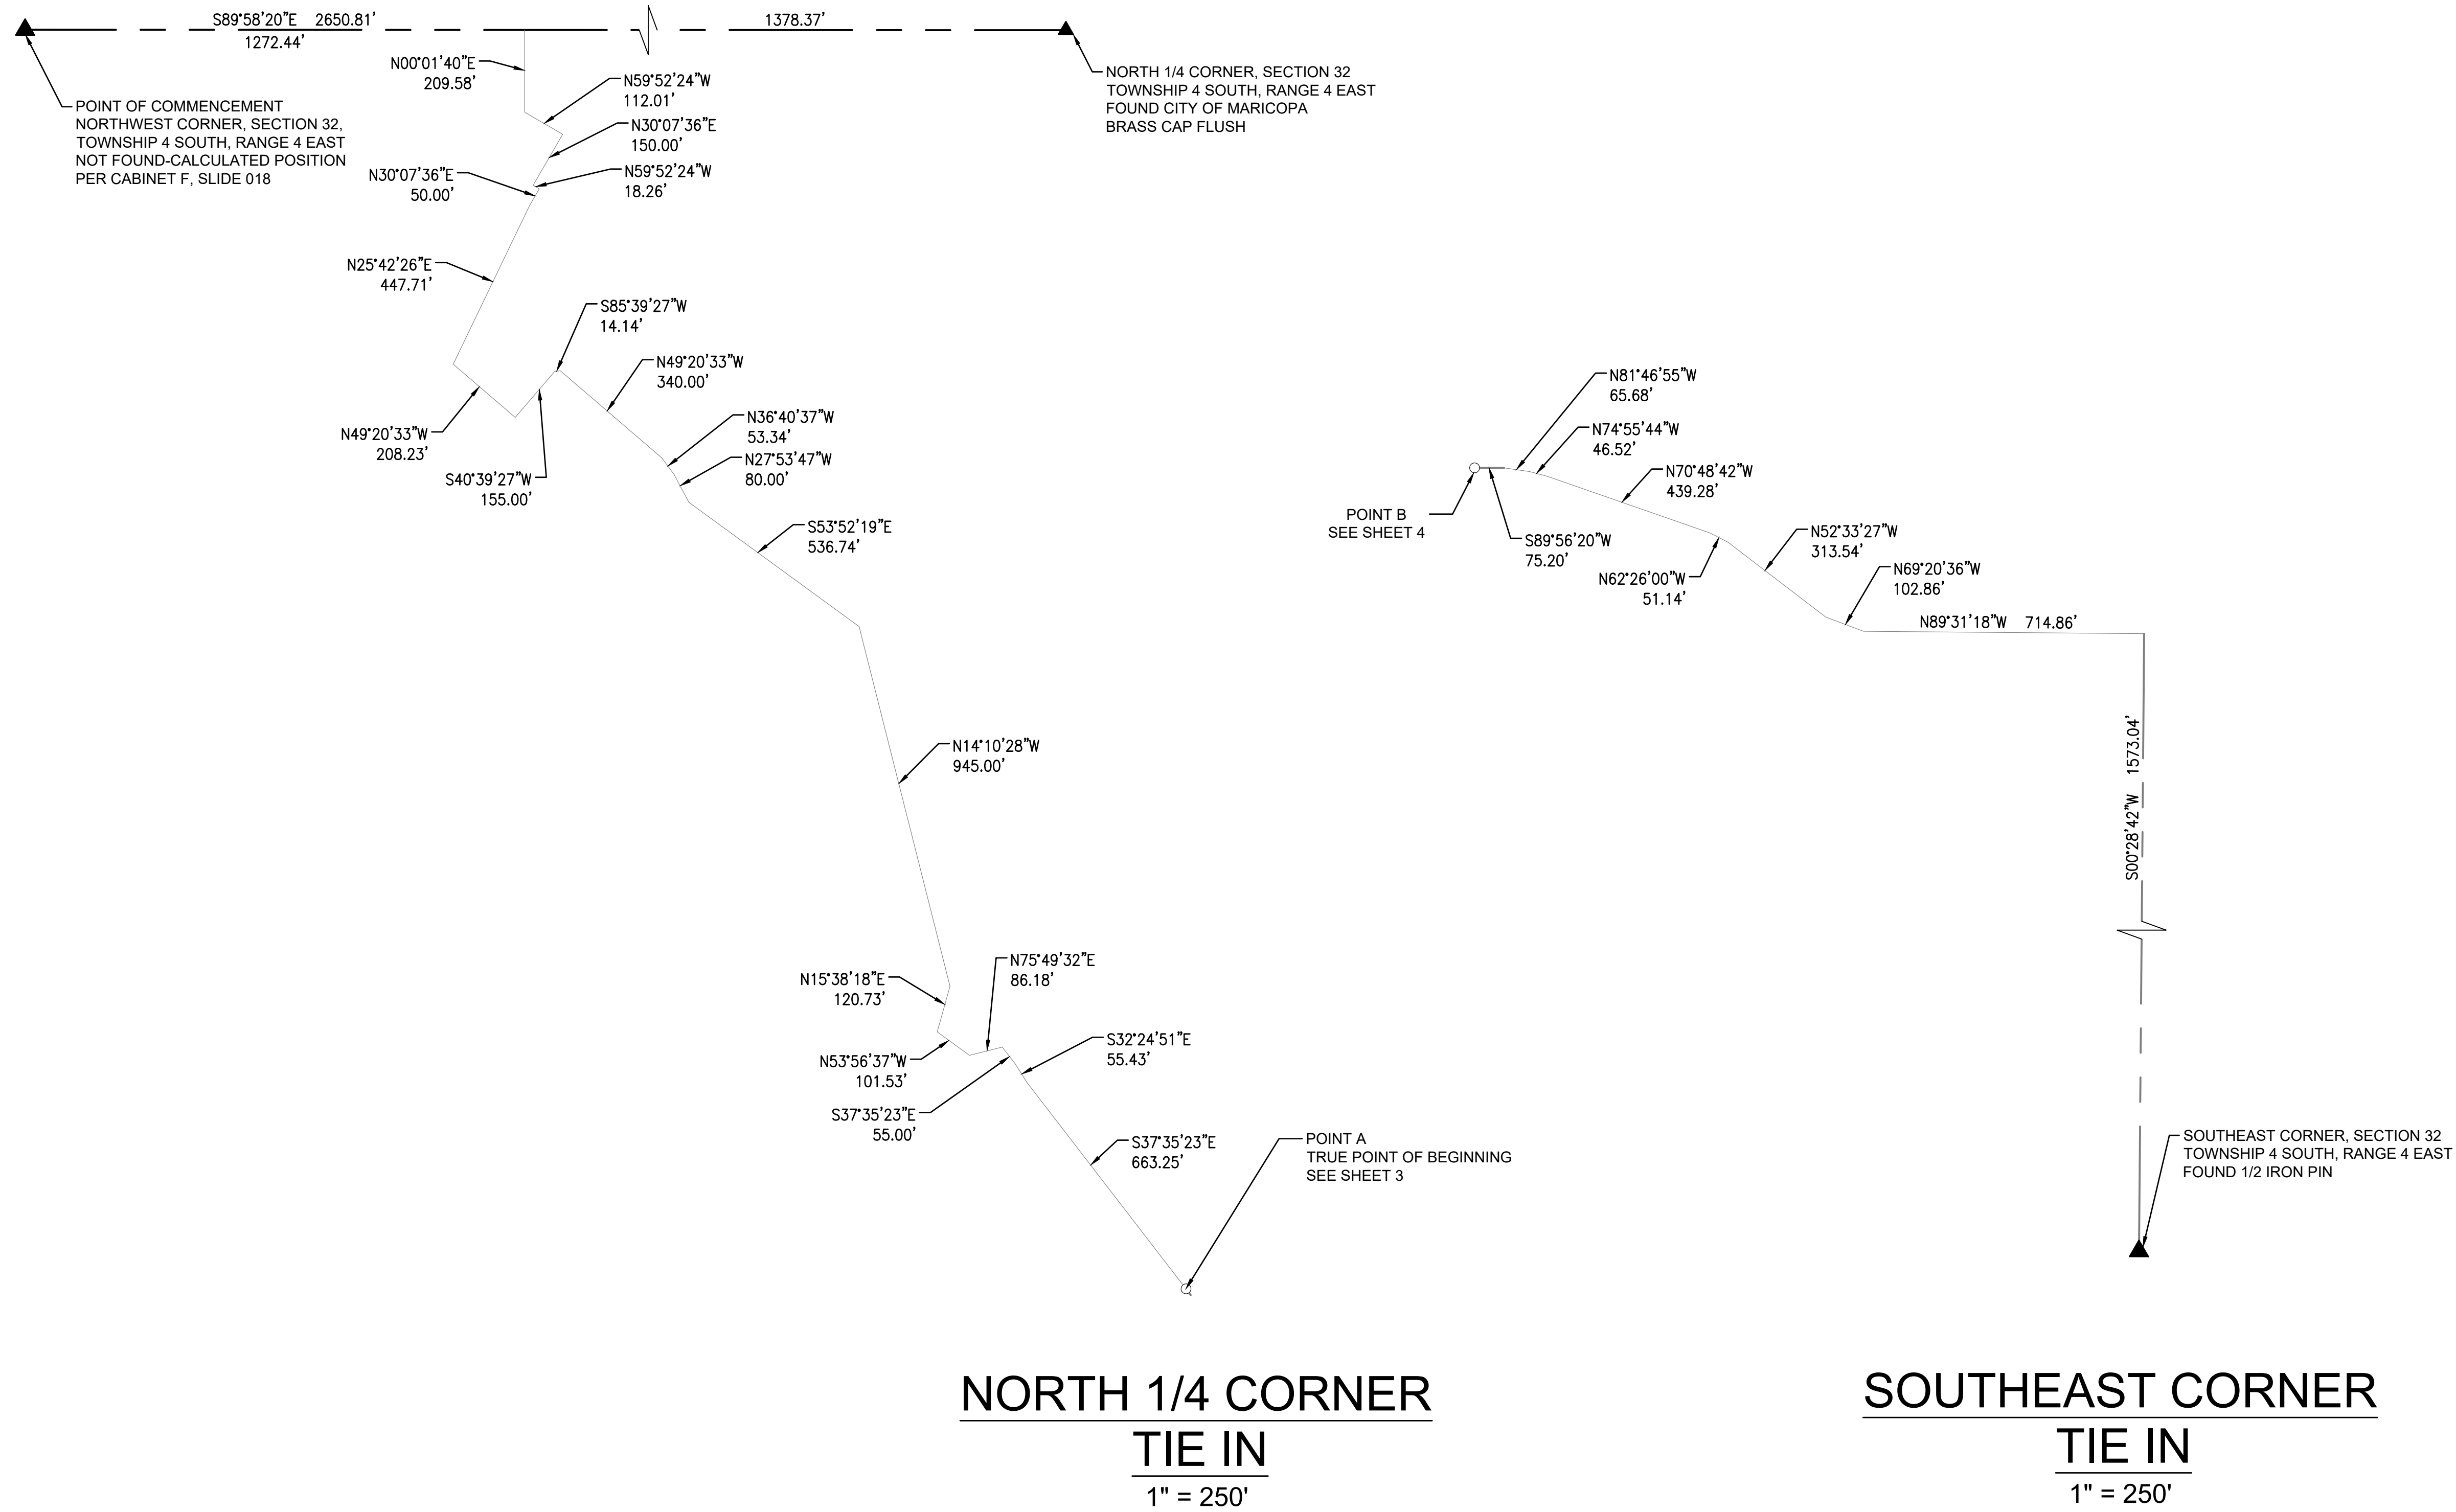 S89°58'20"E 2650.81'
1272.44'
1378.37'
POINT OF COMMENCEMENT
NORTHWEST CORNER, SECTION 32,
TOWNSHIP 4 SOUTH, RANGE 4 EAST
NOT FOUND-CALCULATED POSITION
PER CABINET F, SLIDE 018
NORTH 1/4 CORNER, SECTION 32
TOWNSHIP 4 SOUTH, RANGE 4 EAST
FOUND CITY OF MARICOPA
BRASS CAP FLUSH
N00°01'40"E
209.58'
N59°52'24"W
112.01'
N30°07'36"E
150.00'
N59°52'24"W
18.26'
N30°07'36"E
50.00'
N25°42'26"E
447.71'
S85°39'27"W
14.14'
N49°20'33"W
340.00'
N49°20'33"W
208.23'
S40°39'27"W
155.00'
N36°40'37"W
53.34'
N27°53'47"W
80.00'
S53°52'19"E
536.74'
N14°10'28"W
945.00'
N15°38'18"E
120.73'
N75°49'32"E
86.18'
N53°56'37"W
101.53'
S32°24'51"E
55.43'
S37°35'23"E
55.00'
S37°35'23"E
663.25'
POINT A
TRUE POINT OF BEGINNING
SEE SHEET 3
NORTH 1/4 CORNER
TIE IN
1" = 250'
N81°46'55"W
65.68'
N74°55'44"W
46.52'
N70°48'42"W
439.28'
POINT B
SEE SHEET 4
S89°56'20"W
75.20'
N62°26'00"W
51.14'
N52°33'27"W
313.54'
N69°20'36"W
102.86'
N89°31'18"W 714.86'
S00°28'42"W 1573.04'
SOUTHEAST CORNER, SECTION 32
TOWNSHIP 4 SOUTH, RANGE 4 EAST
FOUND 1/2 IRON PIN
SOUTHEAST CORNER
TIE IN
1" = 250'